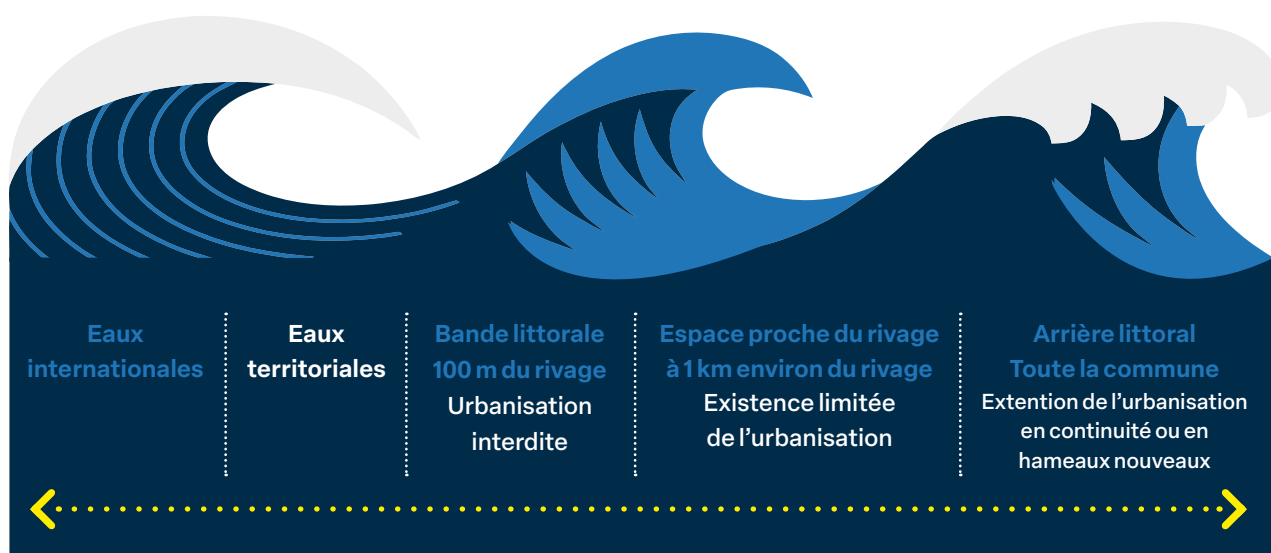 Eaux
internationales
Eaux
territoriales
Bande littorale
100 m du rivage
Urbanisation
interdite
Espace proche du rivage
à 1 km environ du rivage
Existence limitée
de l'urbanisation
Arrière littoral
Toute la commune
Extention de l'urbanisation
en continuité ou en
hameaux nouveaux